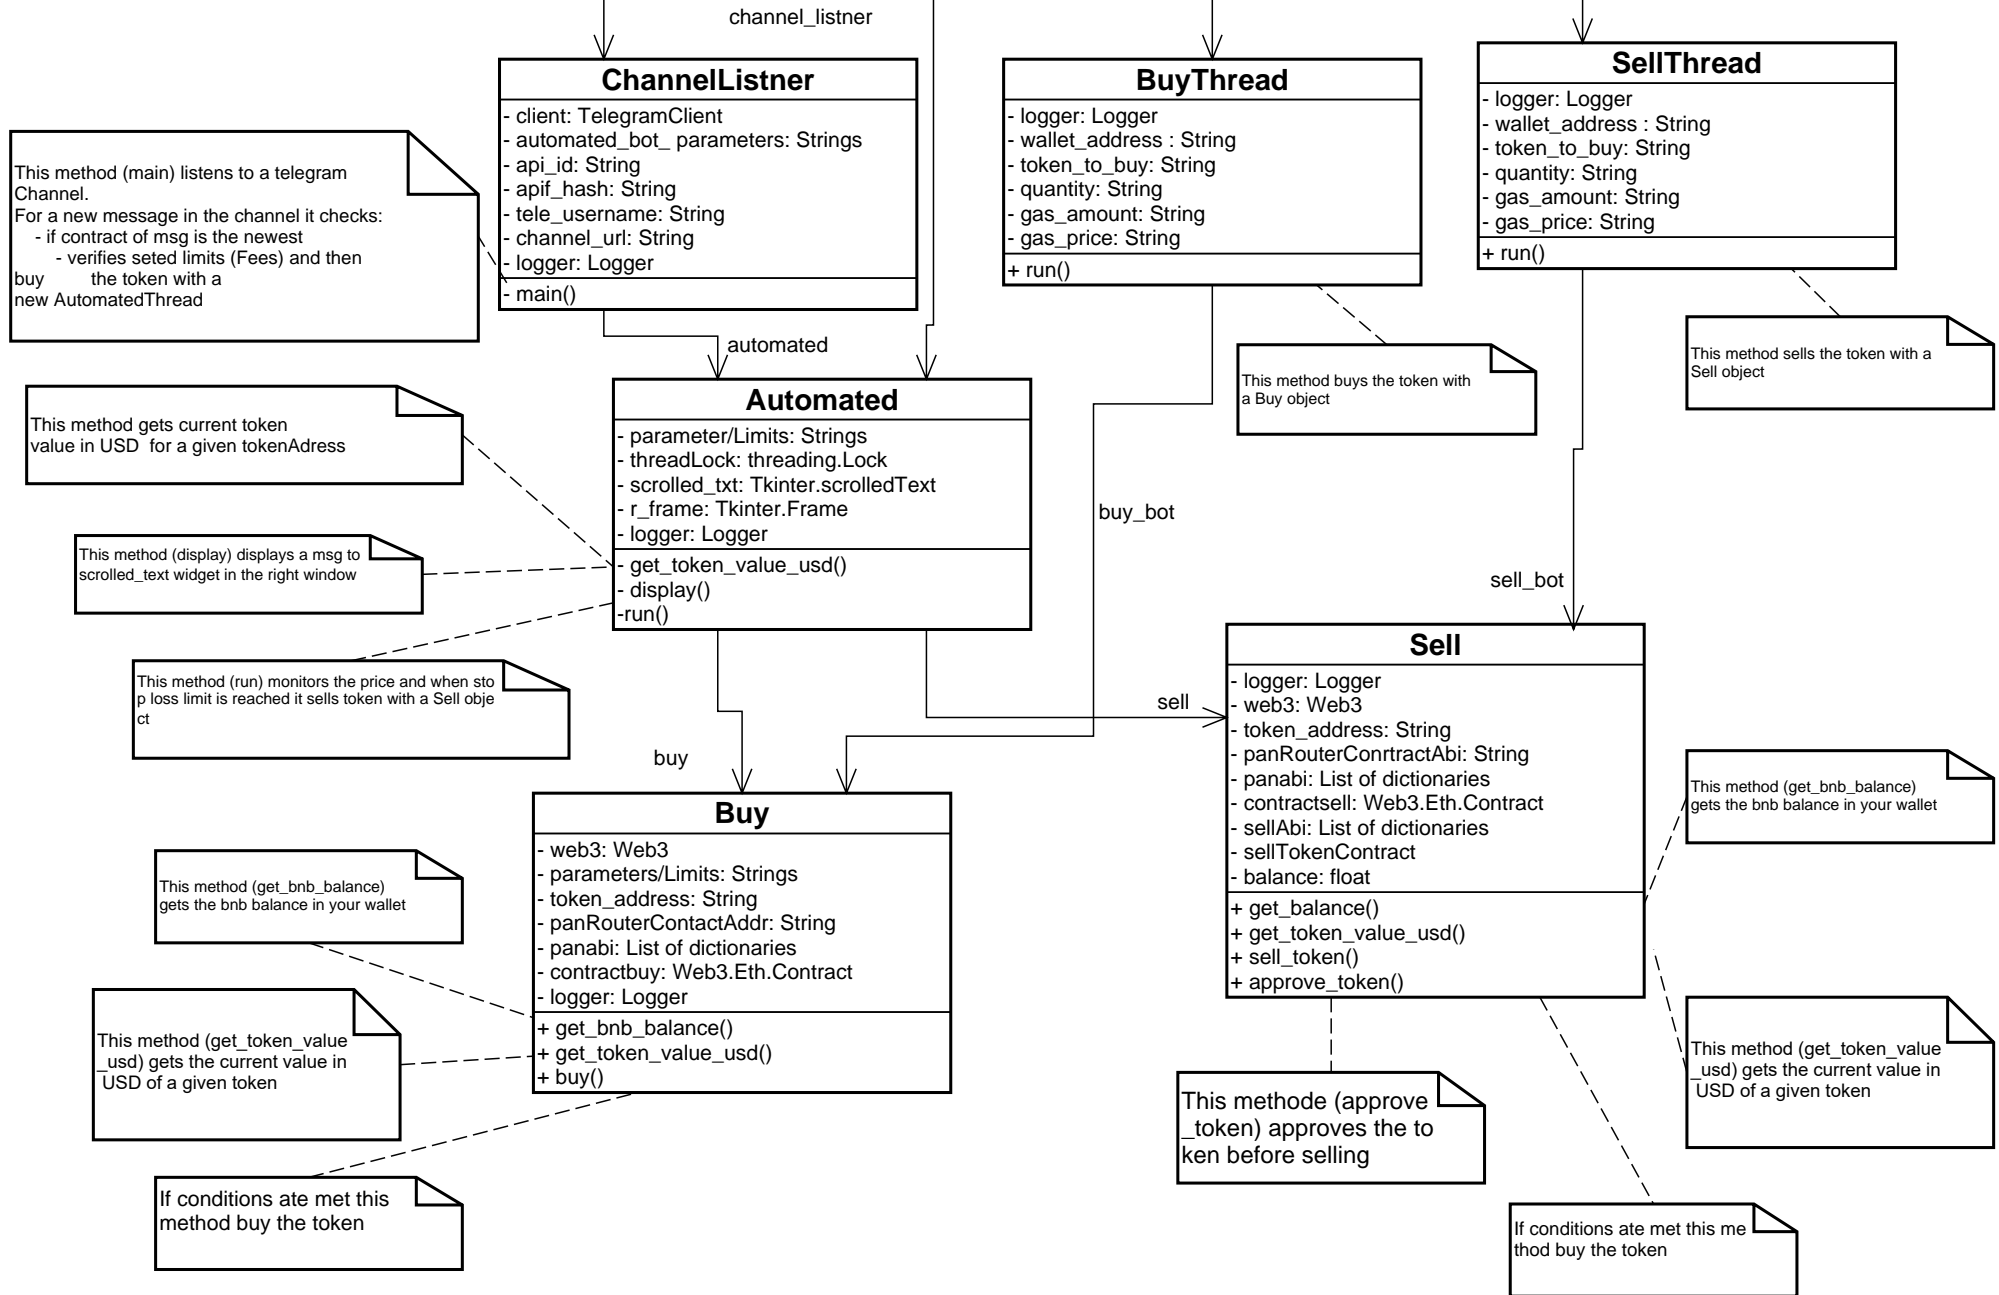 channel_listner
ChannelListner
- client: TelegramClient
- automated_bot_ parameters: Strings
- api_id: String
- apif_hash: String
- tele_username: String
- channel_url: String
- logger: Logger
- main()
BuyThread
- logger: Logger
- wallet_address : String
- token_to_buy: String
- quantity: String
- gas_amount: String
- gas_price: String
+ run()
SellThread
- logger: Logger
- wallet_address : String
- token_to_buy: String
- quantity: String
- gas_amount: String
- gas_price: String
+ run()
This method (main) listens to a telegram
Channel.
For a new message in the channel it checks:
- if contract of msg is the newest
- verifies seted limits (Fees) and then
buy the token with a
new AutomatedThread
automated
This method buys the token with
a Buy object
This method sells the token with a
Sell object
This method gets current token
value in USD for a given tokenAdress
Automated
- parameter/Limits: Strings
- threadLock: threading.Lock
- scrolled_txt: Tkinter.scrolledText
- r_frame: Tkinter.Frame
- logger: Logger
- get_token_value_usd()
- display()
-run()
buy_bot
sell_bot
This method (display) displays a msg to
scrolled_text widget in the right window
This method (run) monitors the price and when sto
p loss limit is reached it sells token with a Sell obje
ct
sell
buy
Sell
- logger: Logger
- web3: Web3
- token_address: String
- panRouterConrtractAbi: String
- panabi: List of dictionaries
- contractsell: Web3.Eth.Contract
- sellAbi: List of dictionaries
- sellTokenContract
- balance: float
+ get_balance()
+ get_token_value_usd()
+ sell_token()
+ approve_token()
This method (get_bnb_balance)
gets the bnb balance in your wallet
Buy
- web3: Web3
- parameters/Limits: Strings
- token_address: String
- panRouterContactAddr: String
- panabi: List of dictionaries
- contractbuy: Web3.Eth.Contract
- logger: Logger
+ get_bnb_balance()
+ get_token_value_usd()
+ buy()
This method (get_bnb_balance)
gets the bnb balance in your wallet
This method (get_token_value
_usd) gets the current value in
USD of a given token
This method (get_token_value
_usd) gets the current value in
USD of a given token
This methode (approve
_token) approves the to
ken before selling
If conditions ate met this
method buy the token
If conditions ate met this me
thod buy the token